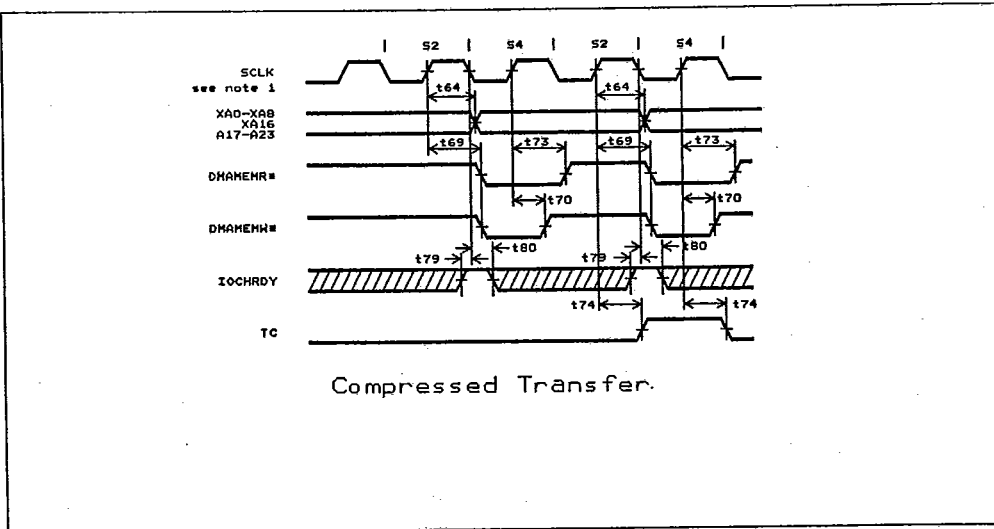 S2 S4 S2 S4
SCLK
see note 1
t64 t64
XA0-XA8
XA16
A17-A23
t69 t73 t69 t73
DMAMEMR*
t70 t70
DMAMEMW*
t80 t80
t79 t79
IOCHRDY
t74 t74
TC
Compressed Transfer.